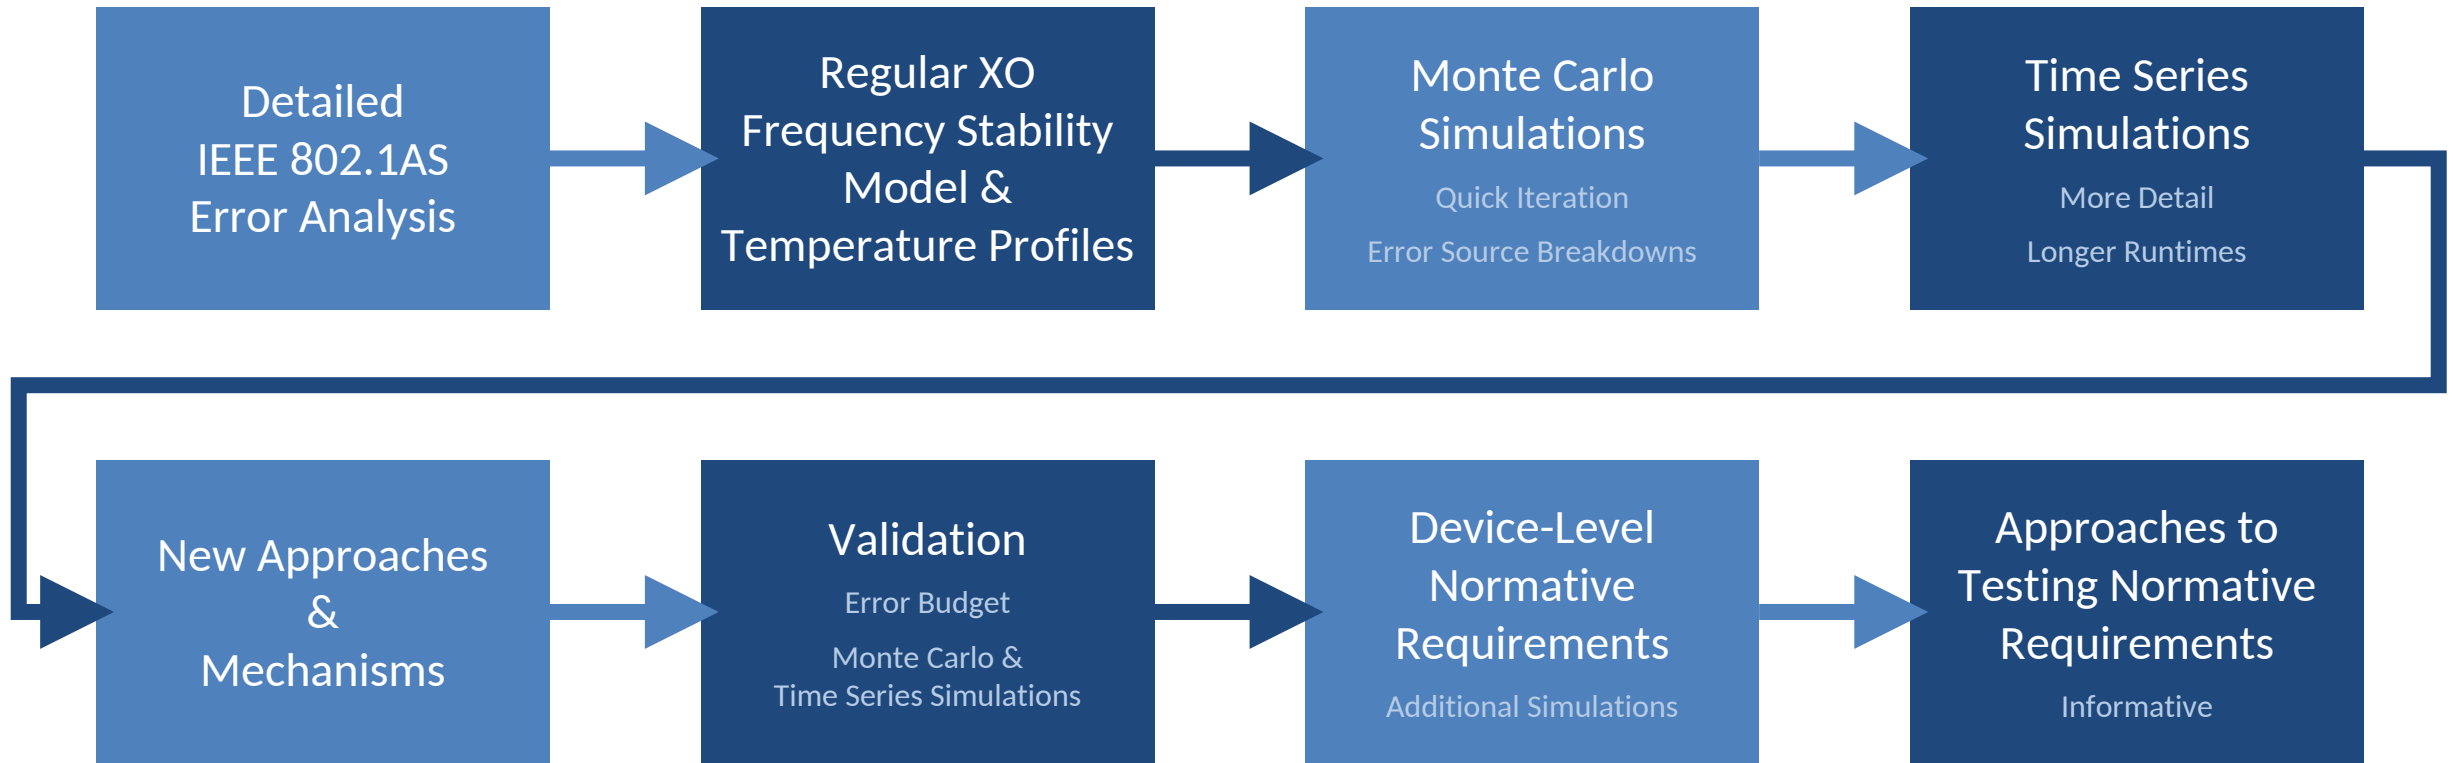 Detailed
IEEE 802.1AS
Error Analysis
Regular XO
Frequency Stability
Model &
Temperature Profiles
Monte Carlo
Simulations
Quick Iteration
Error Source Breakdowns
Time Series
Simulations
More Detail
Longer Runtimes
New Approaches
&
Mechanisms
Validation
Error Budget
Monte Carlo &
Time Series Simulations
Device-Level
Normative
Requirements
Additional Simulations
Approaches to
Testing Normative
Requirements
Informative